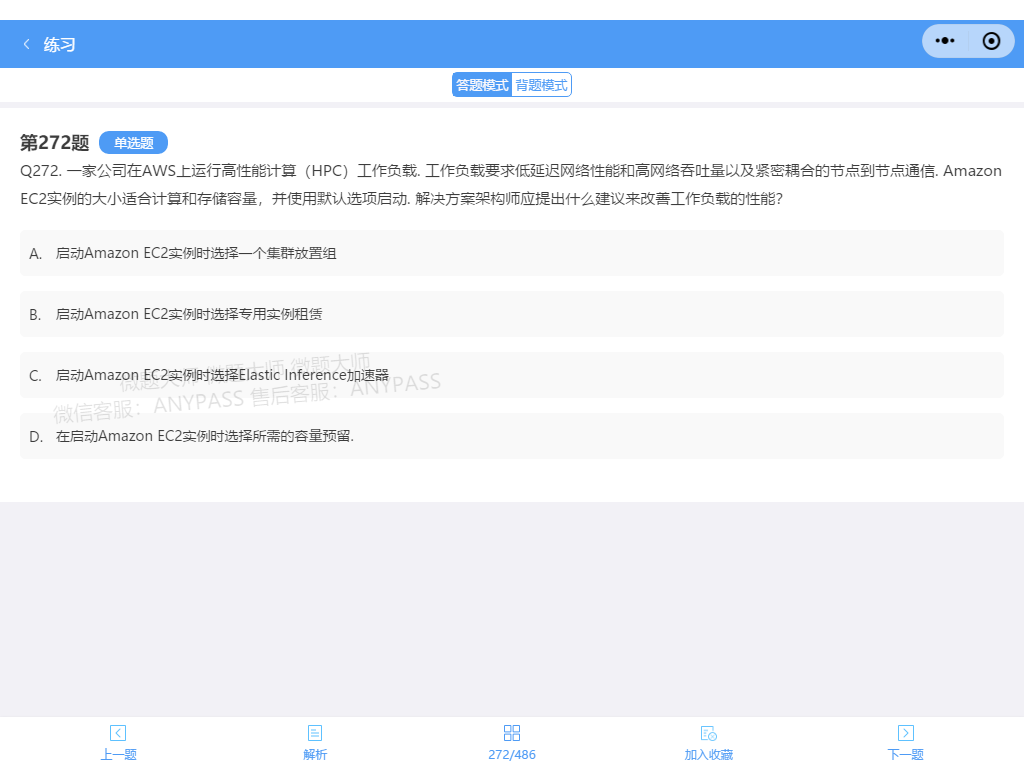 练习
答题模式 背题模式
第272题 单选题
Q272. 一家公司在AWS上运行高性能计算（HPC）工作负载. 工作负载要求低延迟网络性能和高网络吞吐量以及紧密耦合的节点到节点通信. Amazon
EC2实例的大小适合计算和存储容量，并使用默认选项启动. 解决方案架构师应提出什么建议来改善工作负载的性能?
A. 启动Amazon EC2实例时选择一个集群放置组
B. 启动Amazon EC2实例时选择专用实例租赁
微题大师 微题大师 微题大师
C. 启动Amazon EC2实例时选择Elastic Inference加速器
微信客服：ANYPASS 售后客服：ANYPASS
D. 在启动Amazon EC2实例时选择所需的容量预留.
上一题 解析 272/486 加入收藏 下一题